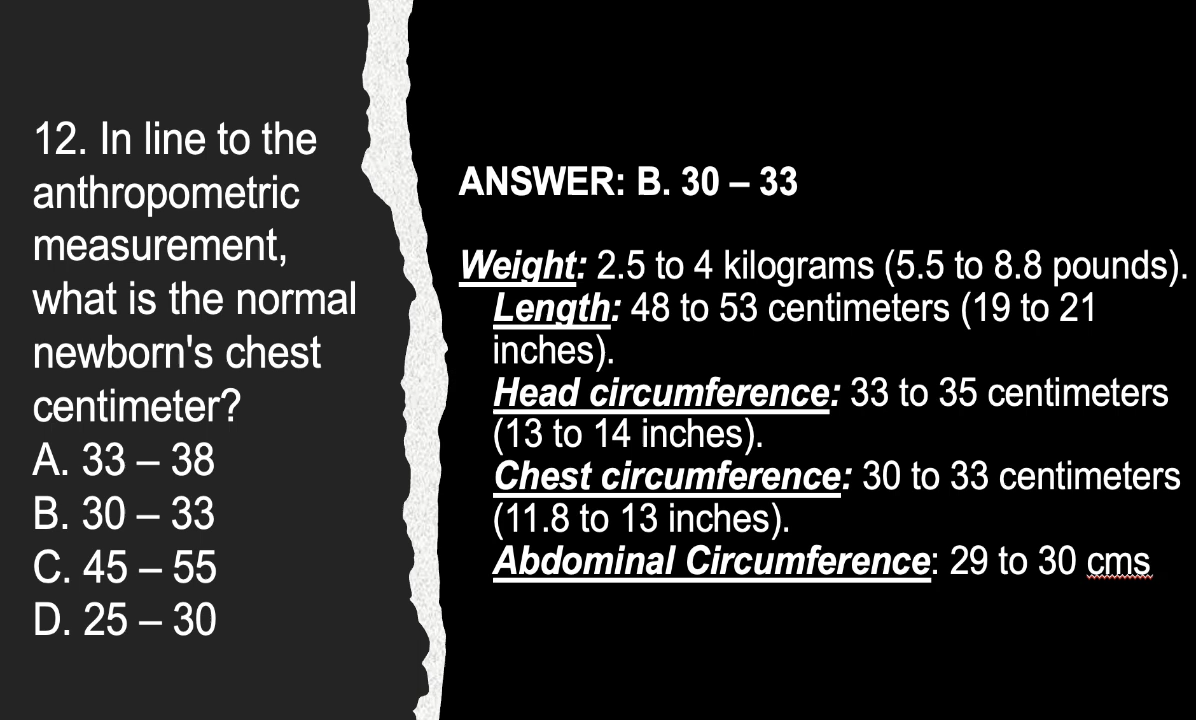 12. In line to the
anthropometric
measurement,
what is the normal
newborn's chest
centimeter?
A. 33 – 38
B. 30 – 33
C. 45 – 55
D. 25 – 30
ANSWER: B. 30 – 33
Weight: 2.5 to 4 kilograms (5.5 to 8.8 pounds).
Length: 48 to 53 centimeters (19 to 21
inches).
Head circumference: 33 to 35 centimeters
(13 to 14 inches).
Chest circumference: 30 to 33 centimeters
(11.8 to 13 inches).
Abdominal Circumference: 29 to 30 cms